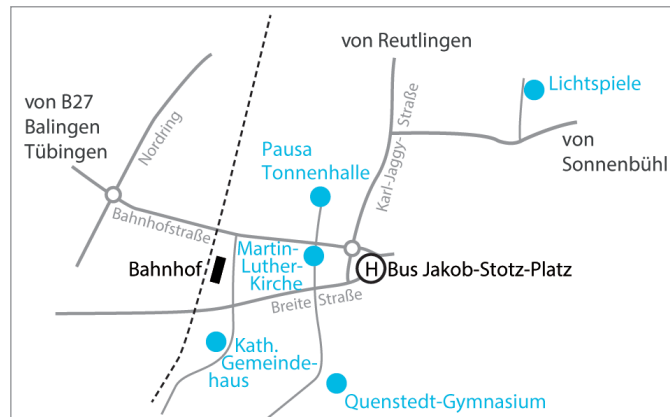 von Reutlingen
Lichtspiele
von B27
Balingen
Tübingen
Nordring
Karl-Jaggy-Straße
von
Sonnenbühl
Pausa
Tonnenhalle
Bahnhofstraße
Martin-
Luther-
Kirche
Bahnhof
H Bus Jakob-Stotz-Platz
Breite Straße
Kath.
Gemeinde-
haus
Quenstedt-Gymnasium